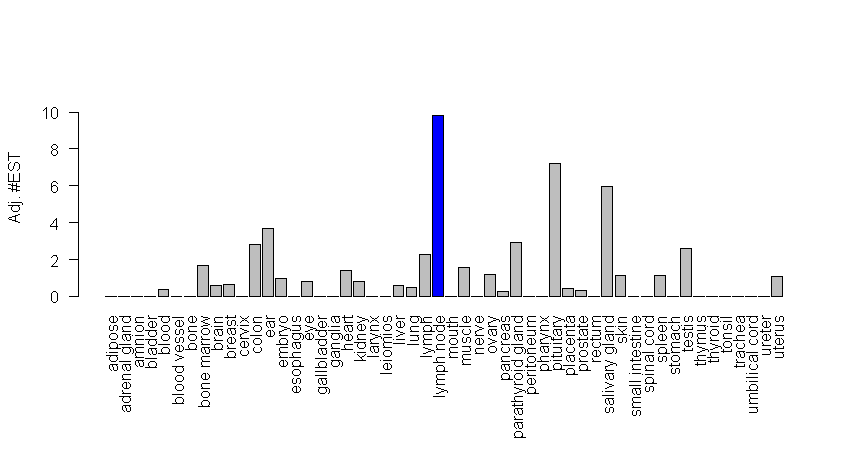 Adj. #EST
10
8
6
4
2
0
adipose
adrenal gland
amnion
bladder
blood
blood vessel
bone
bone marrow
brain
breast
cervix
colon
ear
embryo
esophagus
eye
gallbladder
ganglia
heart
kidney
larynx
leiomios
liver
lung
lymph
lymph node
mouth
muscle
nerve
ovary
pancreas
parathyroid gland
peritoneum
pharynx
pituitary
placenta
prostate
rectum
salivary gland
skin
small intestine
spinal cord
spleen
stomach
testis
thymus
thyroid
tonsil
trachea
umbilical cord
ureter
uterus